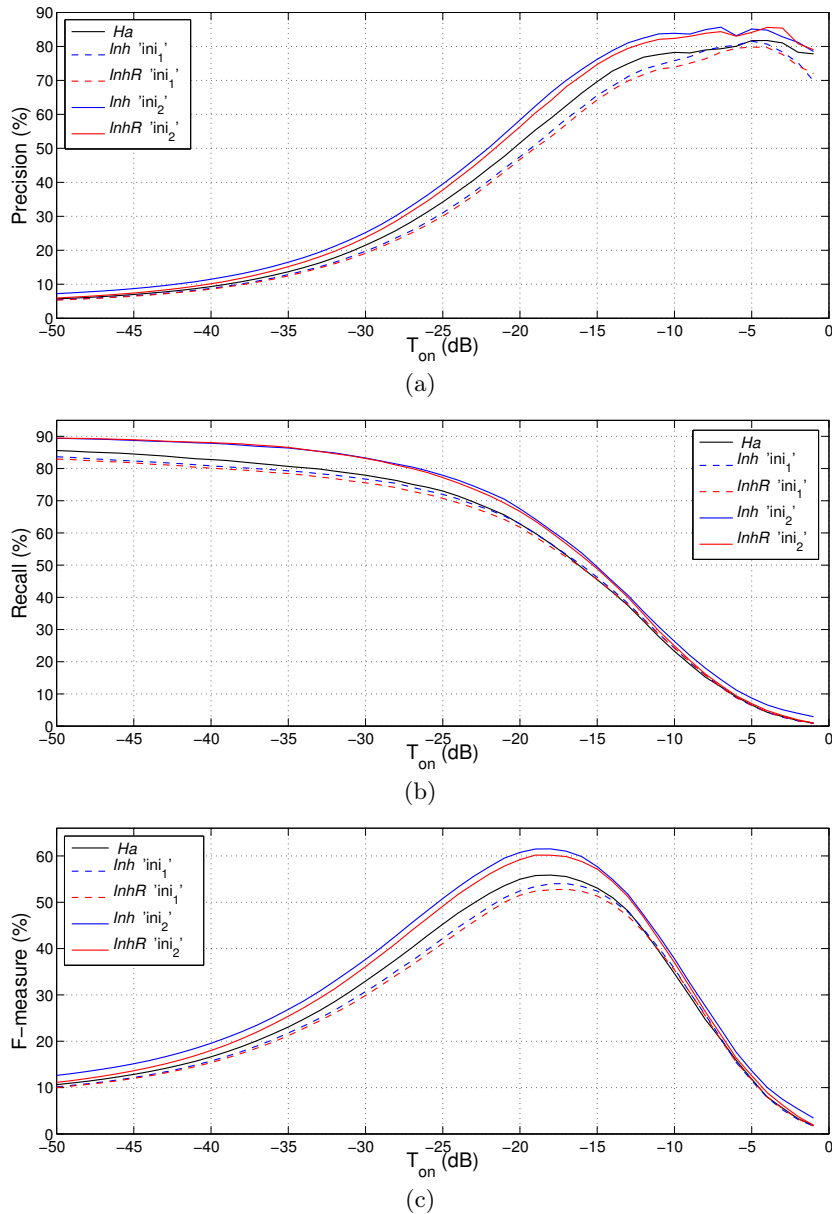 90
80
70
60
50
40
30
20
10
0
Precision (%)
Ha
Inh 'ini1'
InhR 'ini1'
Inh 'ini2'
InhR 'ini2'
−50 −45 −40 −35 −30 −25 −20 −15 −10 −5 0
Ton (dB)
(a)
90
80
70
60
50
40
30
20
10
0
Recall (%)
Ha
Inh 'ini1'
InhR 'ini1'
Inh 'ini2'
InhR 'ini2'
−50 −45 −40 −35 −30 −25 −20 −15 −10 −5 0
Ton (dB)
(b)
60
50
40
30
20
10
0
F−measure (%)
Ha
Inh 'ini1'
InhR 'ini1'
Inh 'ini2'
InhR 'ini2'
−50 −45 −40 −35 −30 −25 −20 −15 −10 −5 0
Ton (dB)
(c)